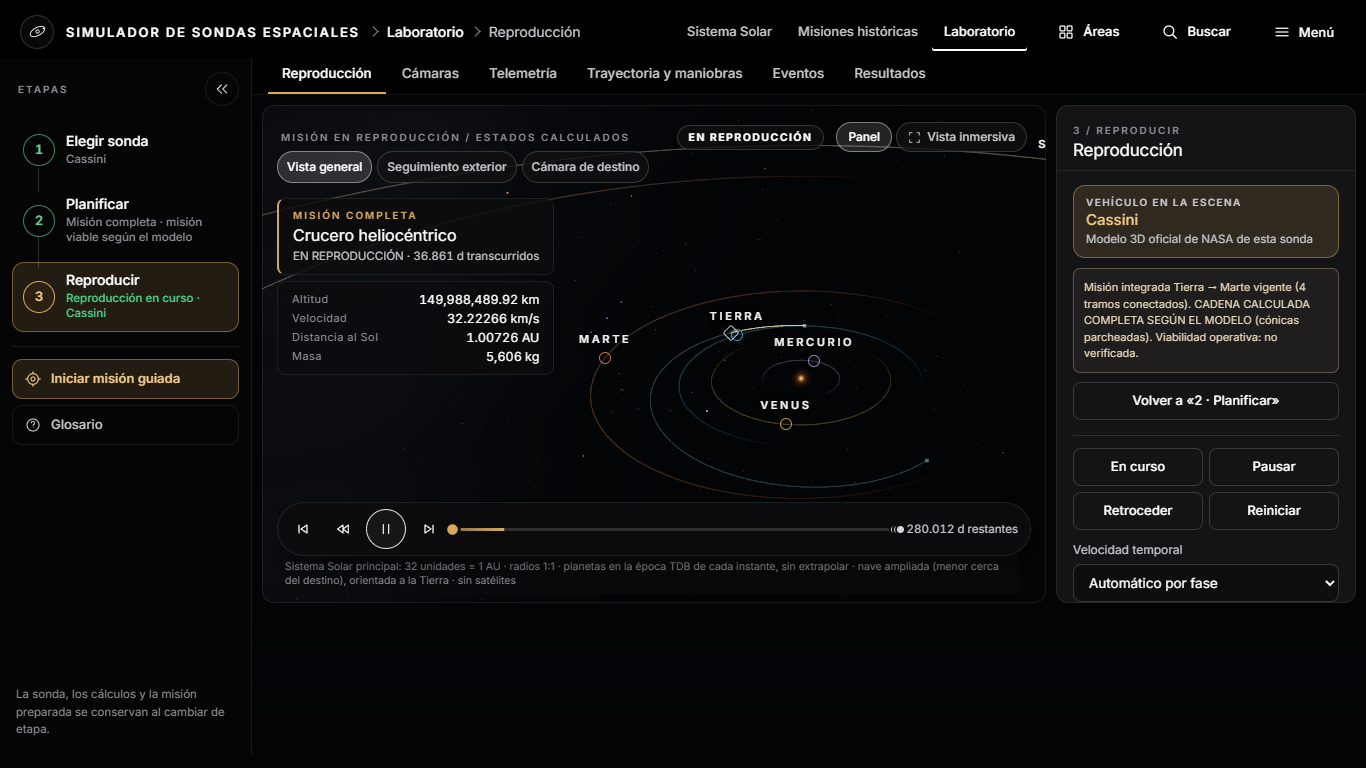 SIMULADOR DE SONDAS ESPACIALES Laboratorio Reproducción
Sistema Solar Misiones históricas Laboratorio Áreas Buscar Menú
Reproducción Cámaras Telemetría Trayectoria y maniobras Eventos Resultados
ETAPAS
1 Elegir sonda
Cassini
2 Planificar
Misión completa · misión
viable según el modelo
3 Reproducir
Reproducción en curso ·
Cassini
Iniciar misión guiada
Glosario
La sonda, los cálculos y la misión
preparada se conservan al cambiar de
etapa.
MISIÓN EN REPRODUCCIÓN / ESTADOS CALCULADOS
EN REPRODUCCIÓN Panel Vista inmersiva
S
Vista general Seguimiento exterior Cámara de destino
MISIÓN COMPLETA
Crucero heliocéntrico
EN REPRODUCCIÓN · 36.861 d transcurridos
Altitud 149,988,489.92 km
Velocidad 32.22266 km/s
Distancia al Sol 1.00726 AU
Masa 5,606 kg
TIERRA
MARTE
MERCURIO
VENUS
280.012 d restantes
Sistema Solar principal: 32 unidades = 1 AU · radios 1:1 · planetas en la época TDB de cada instante, sin extrapolar · nave ampliada (menor cerca
del destino), orientada a la Tierra · sin satélites
3 / REPRODUCIR
Reproducción
VEHÍCULO EN LA ESCENA
Cassini
Modelo 3D oficial de NASA de esta sonda
Misión integrada Tierra → Marte vigente (4
tramos conectados). CADENA CALCULADA
COMPLETA SEGÚN EL MODELO (cónicas
parcheadas). Viabilidad operativa: no
verificada.
Volver a «2 · Planificar»
En curso Pausar
Retroceder Reiniciar
Velocidad temporal
Automático por fase